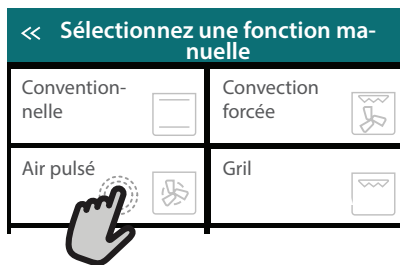 « Sélectionnez une fonction ma-
nuelle
Convention-
nelle
Convection
forcée
Air pulsé
Gril